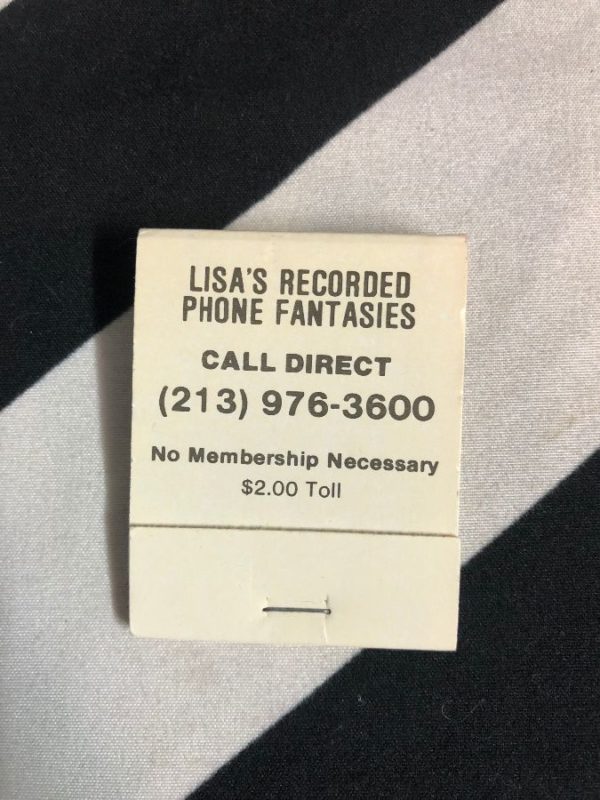 LISA'S RECORDED
PHONE FANTASIES
CALL DIRECT
(213) 976-3600
No Membership Necessary
$2.00 Toll